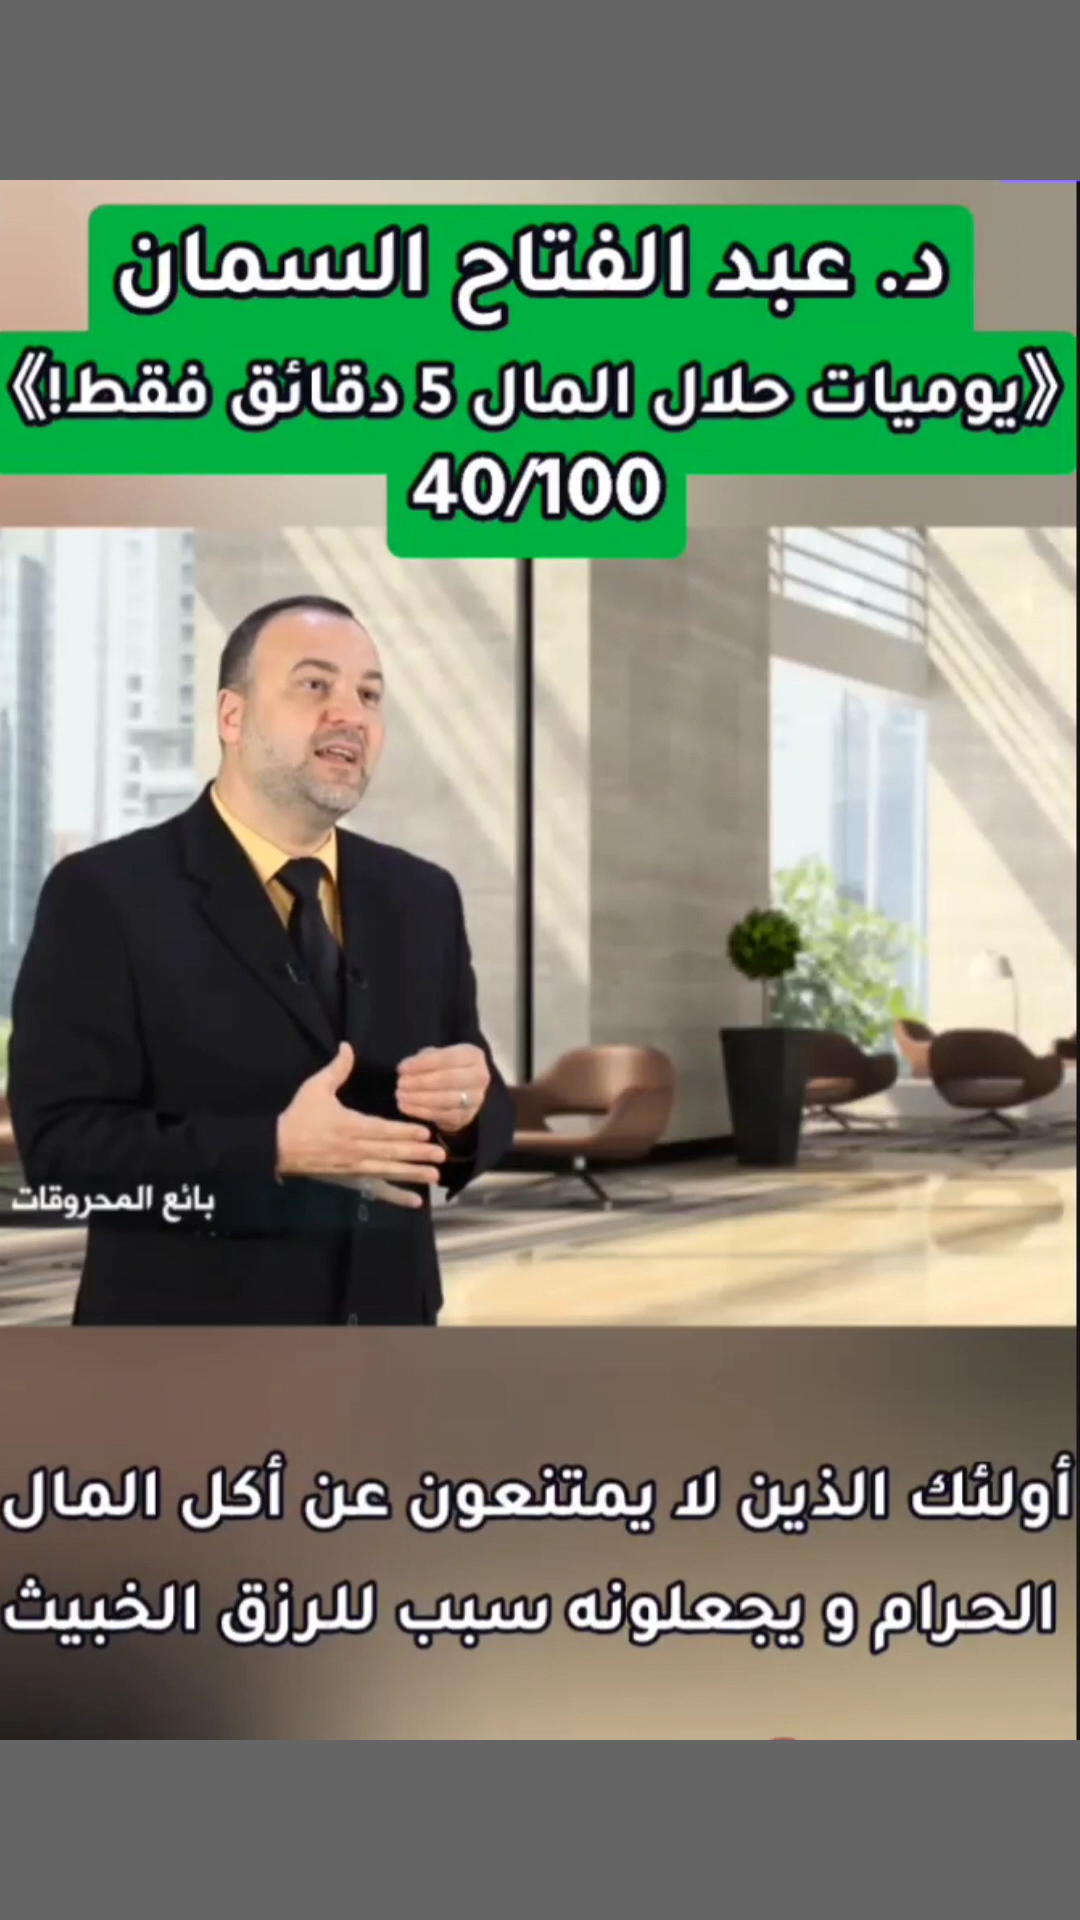 د. عبد الفتاح السمان
《يوميات حلال المال 5 دقائق فقط!》
40/100
بائع المحروقات
أولئك الذين لا يمتنعون عن أكل المال
الحرام و يجعلونه سبب للرزق الخبيث